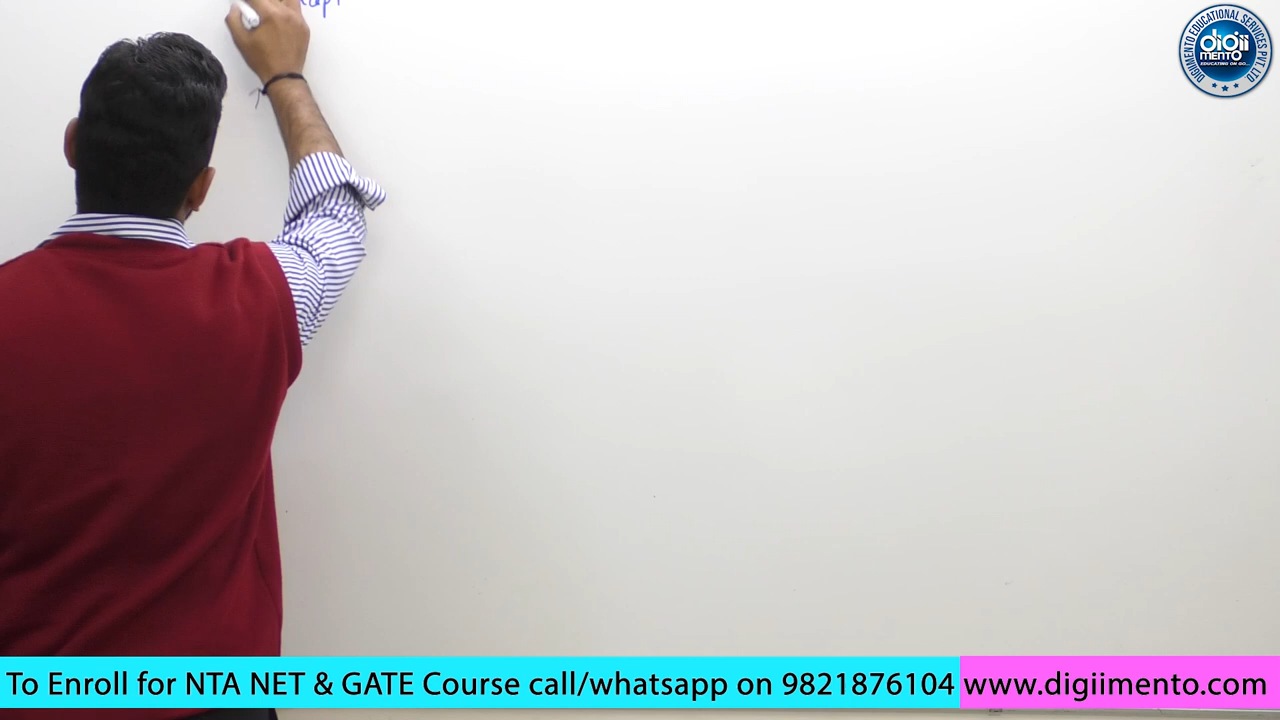 digii
MENTO
EDUCATING ON GO...
DIGIIMENTO EDUCATIONAL SERVICES PVT. LTD
To Enroll for NTA NET & GATE Course call/whatsapp on 9821876104 www.digiimento.com